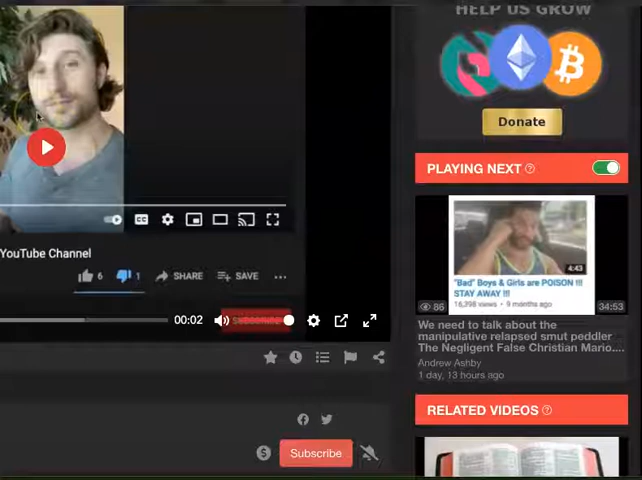 HELP US GROW
Donate
PLAYING NEXT
4:43
"Bad" Boys & Girls are POISON !!!
STAY AWAY !!!
16,398 views • 9 months ago
86
34:53
We need to talk about the
manipulative relapsed smut peddler
The Negligent False Christian Mario....
Andrew Ashby
1 day, 13 hours ago
RELATED VIDEOS
CC
YouTube Channel
6
1
SHARE
SAVE
00:02
Subscribe